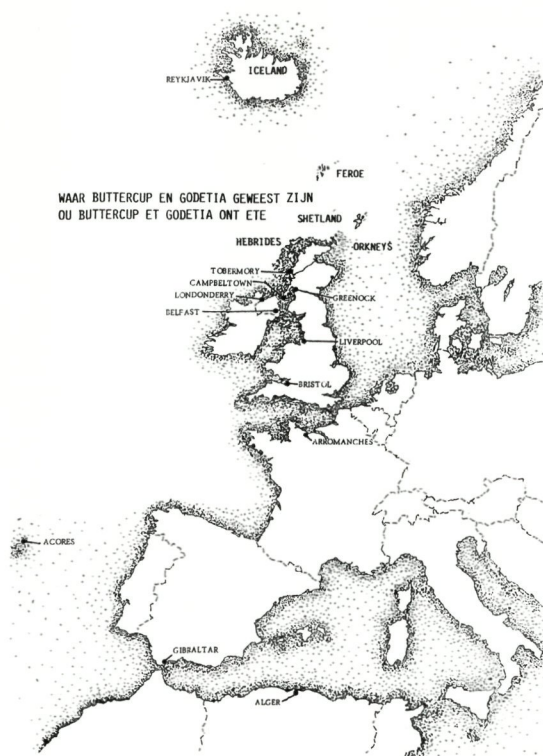 ICELAND
REYKJAVIK
FEROE
WAAR BUTTERCUP EN GODETIA GEWEEST ZIJN
OU BUTTERCUP ET GODETIA ONT ETE
SHETLAND
HEBRIDES
ORKNEYS
TOBERMORY
CAMPBELTOWN
LONDONDERRY
GREENOCK
BELFAST
LIVERPOOL
BRISTOL
ARROMANCHES
ACORES
GIBRALTAR
ALGER